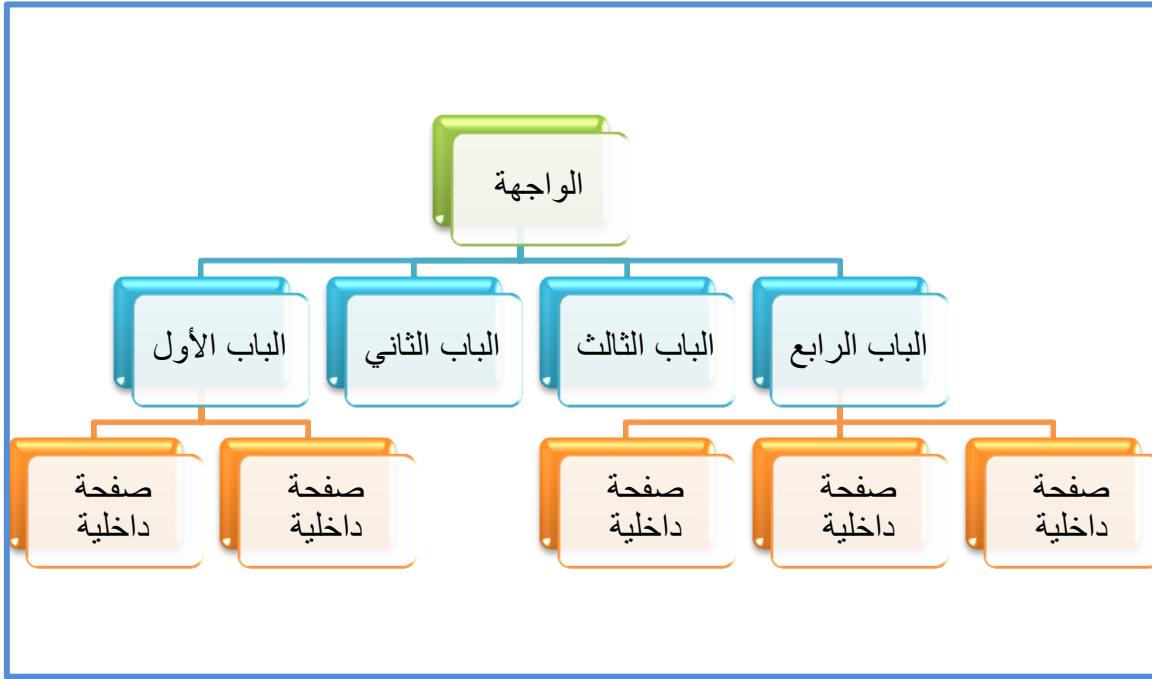 الواجهة
الباب الأول
الباب الثاني
الباب الثالث
الباب الرابع
صفحة
داخلية
صفحة
داخلية
صفحة
داخلية
صفحة
داخلية
صفحة
داخلية